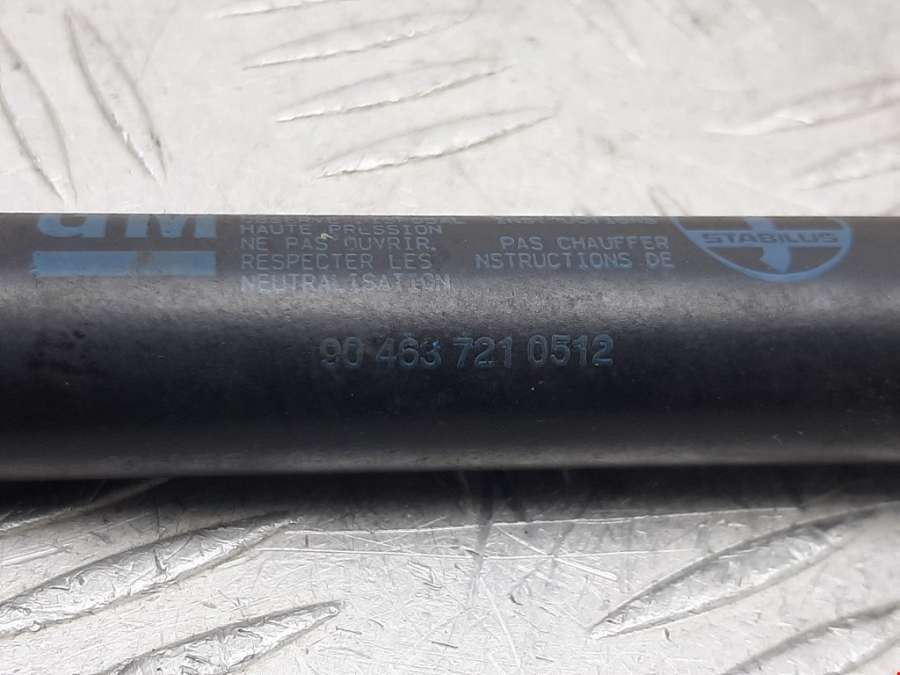 GM
HAUTE PRESSION
NE PAS OUVRIR, PAS CHAUFFER
RESPECTER LES NSTRUCTIONS DE
NEUTRALISATION
STABILUS
90 463 721 0512